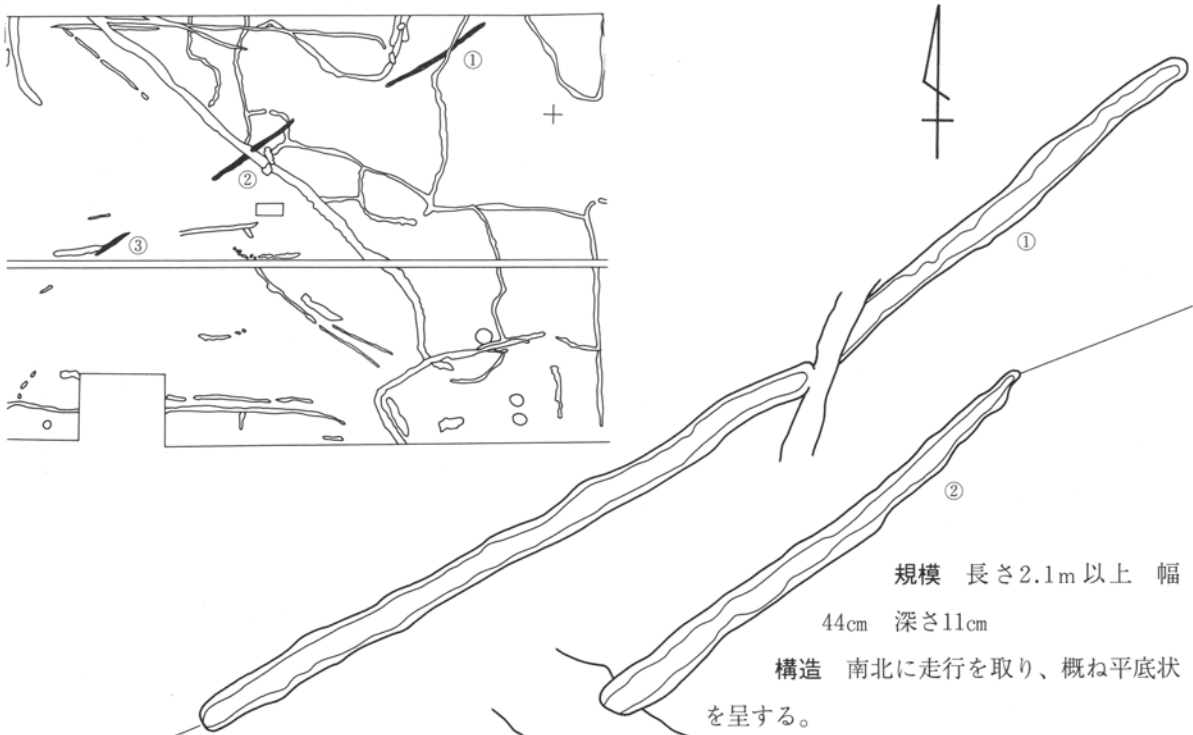 ①
②
③
①
②
規模　長さ2.1m以上　幅
44cm　深さ11cm
構造　南北に走行を取り、概ね平底状
を呈する。